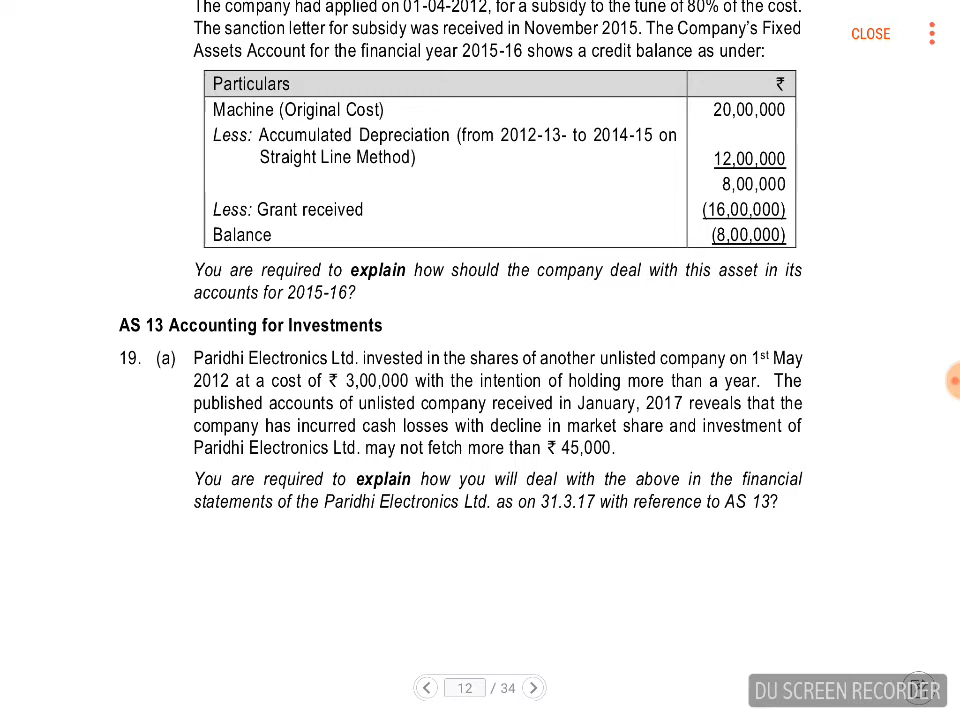 The company had applied on 01-04-2012, for a subsidy to the tune of 80% of the cost.
The sanction letter for subsidy was received in November 2015. The Company's Fixed
Assets Account for the financial year 2015-16 shows a credit balance as under:
CLOSE
Particulars ₹
Machine (Original Cost) 20,00,000
Less: Accumulated Depreciation (from 2012-13- to 2014-15 on
Straight Line Method) 12,00,000
8,00,000
Less: Grant received (16,00,000)
Balance (8,00,000)
You are required to explain how should the company deal with this asset in its
accounts for 2015-16?
AS 13 Accounting for Investments
19. (a) Paridhi Electronics Ltd. invested in the shares of another unlisted company on 1st May
2012 at a cost of ₹ 3,00,000 with the intention of holding more than a year. The
published accounts of unlisted company received in January, 2017 reveals that the
company has incurred cash losses with decline in market share and investment of
Paridhi Electronics Ltd. may not fetch more than ₹ 45,000.
You are required to explain how you will deal with the above in the financial
statements of the Paridhi Electronics Ltd. as on 31.3.17 with reference to AS 13?
12 / 34
DU SCREEN RECORDER